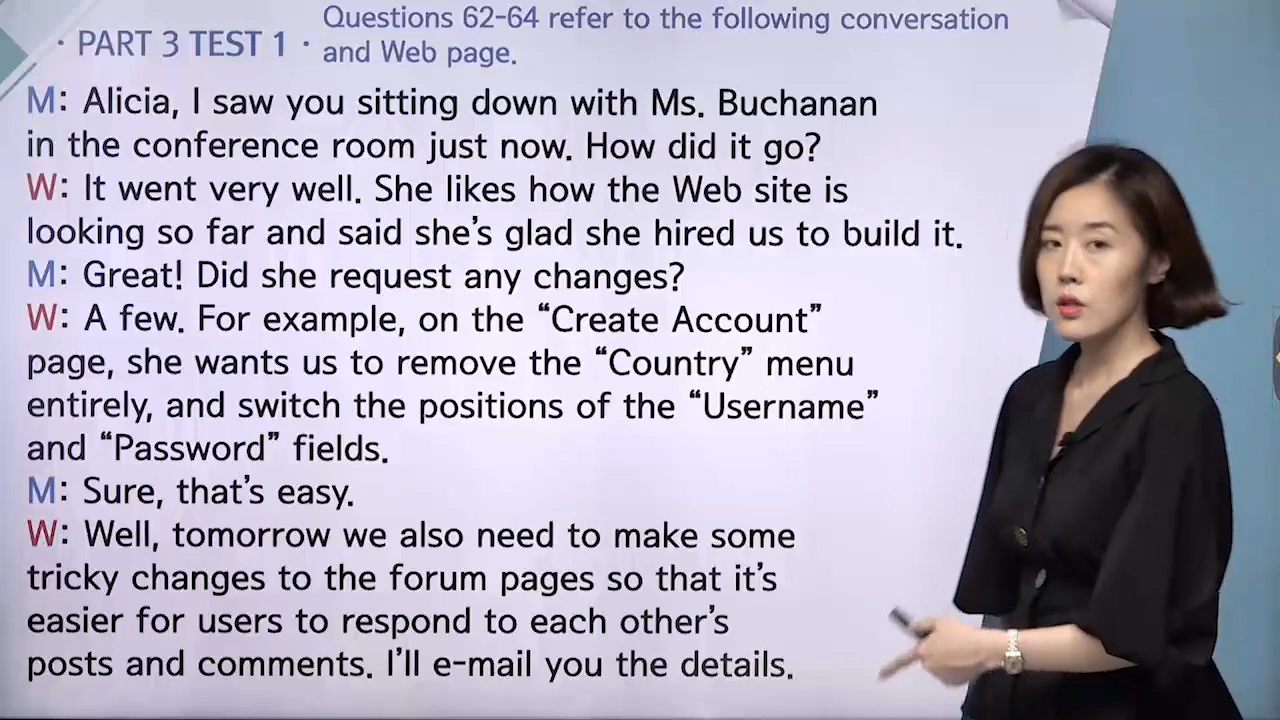 · PART 3 TEST 1 ·
Questions 62-64 refer to the following conversation
and Web page.
M: Alicia, I saw you sitting down with Ms. Buchanan
in the conference room just now. How did it go?
W: It went very well. She likes how the Web site is
looking so far and said she’s glad she hired us to build it.
M: Great! Did she request any changes?
W: A few. For example, on the “Create Account”
page, she wants us to remove the “Country” menu
entirely, and switch the positions of the “Username”
and “Password” fields.
M: Sure, that’s easy.
W: Well, tomorrow we also need to make some
tricky changes to the forum pages so that it’s
easier for users to respond to each other’s
posts and comments. I’ll e-mail you the details.